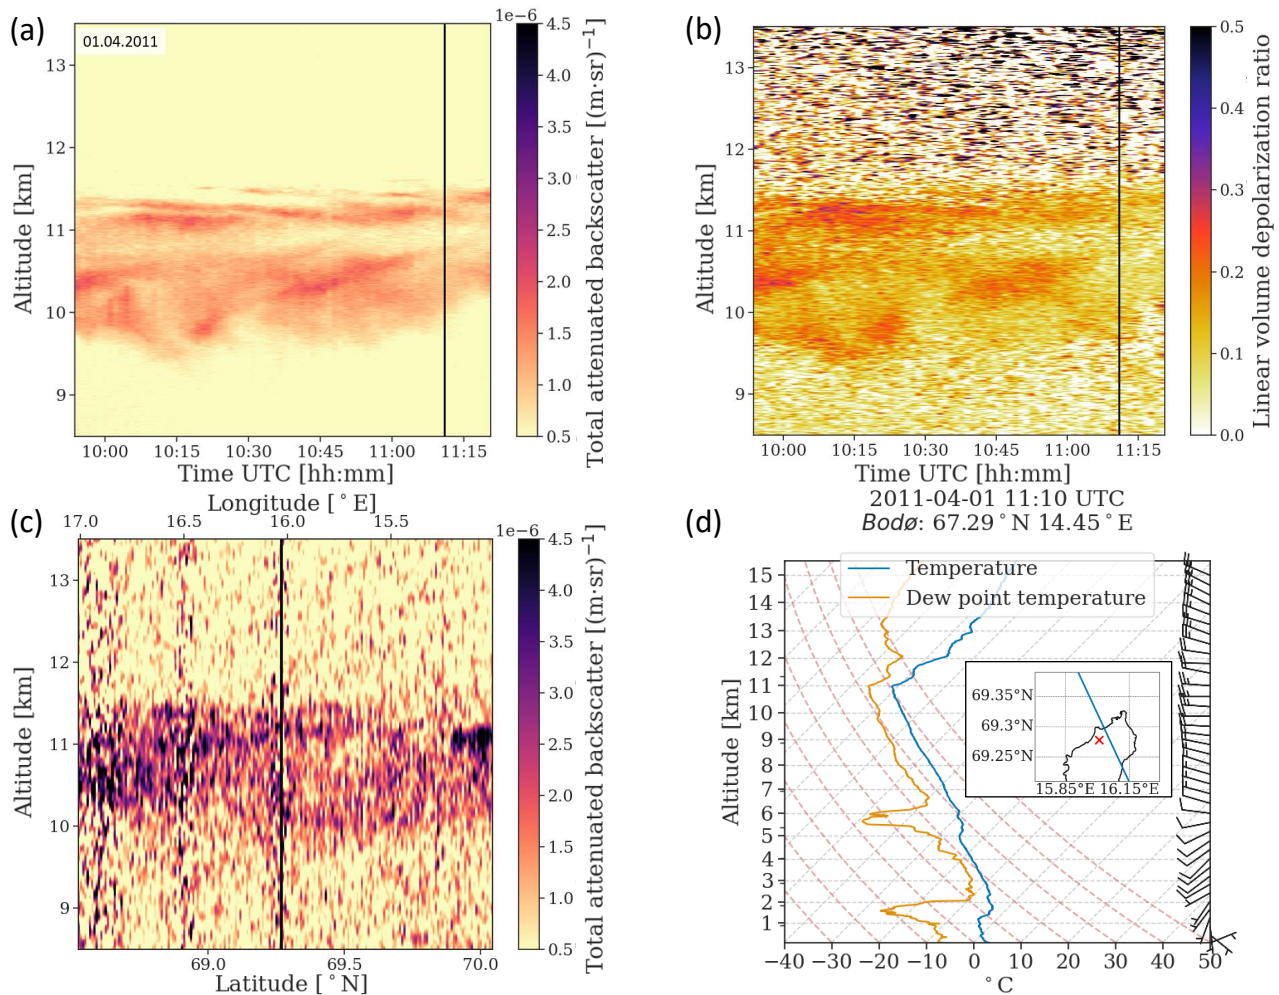 (a)
1e−6
01.04.2011
13
12
11
10
9
Altitude [km]
10:00 10:15 10:30 10:45 11:00 11:15
Time UTC [hh:mm]
4.5
4.0
3.5
3.0
2.5
2.0
1.5
1.0
0.5
Total attenuated backscatter [(m·sr)⁻¹]
(b)
13
12
11
10
9
Altitude [km]
10:00 10:15 10:30 10:45 11:00 11:15
Time UTC [hh:mm]
0.5
0.4
0.3
0.2
0.1
0.0
Linear volume depolarization ratio
(c)
Longitude [°E]
17.0 16.5 16.0 15.5
1e−6
13
12
11
10
9
Altitude [km]
69.0 69.5 70.0
Latitude [°N]
4.5
4.0
3.5
3.0
2.5
2.0
1.5
1.0
0.5
Total attenuated backscatter [(m·sr)⁻¹]
(d)
2011-04-01 11:10 UTC
Bodø: 67.29°N 14.45°E
Temperature
Dew point temperature
15
14
13
12
11
10
9
8
7
6
5
4
3
2
1
Altitude [km]
69.35°N
69.3°N
69.25°N
15.85°E 16.15°E
−40 −30 −20 −10 0 10 20 30 40 50
°C